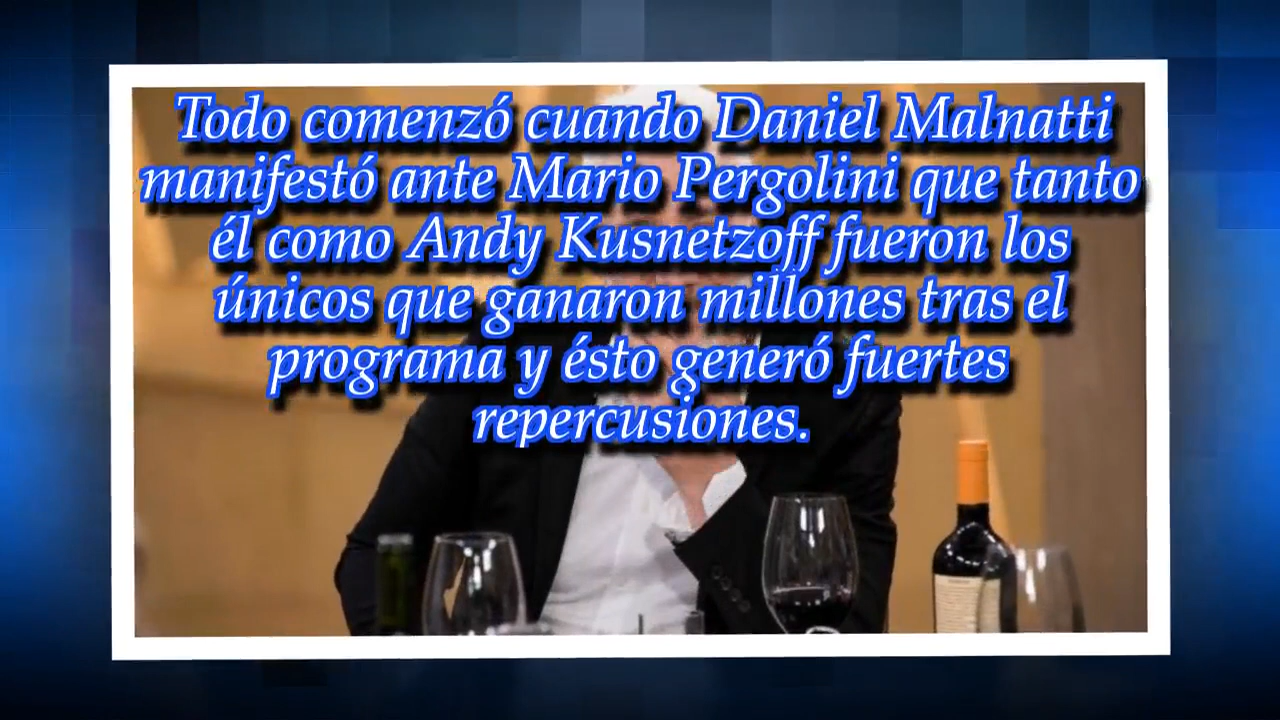 Todo comenzó cuando Daniel Malnatti
manifestó ante Mario Pergolini que tanto
él como Andy Kusnetzoff fueron los
únicos que ganaron millones tras el
programa y ésto generó fuertes
repercusiones.